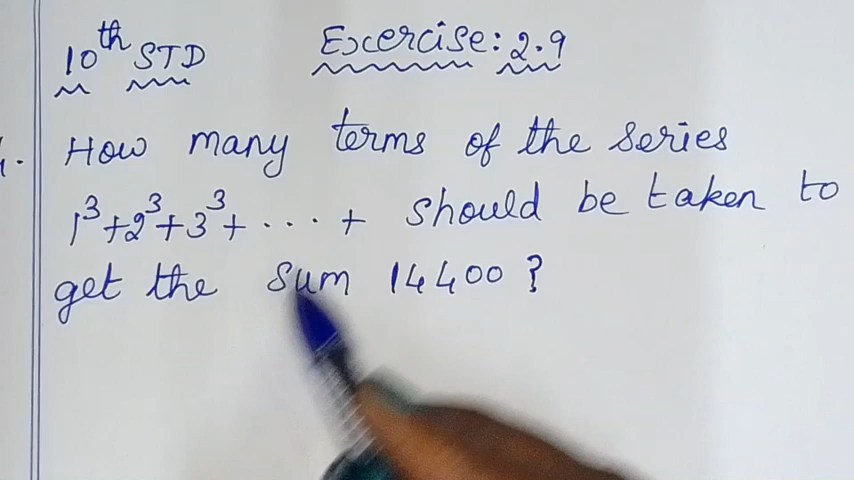 10th STD Excercise: 2.9
How many terms of the series
1³+2³+3³+ ... + should be taken to
get the sum 14400 ?